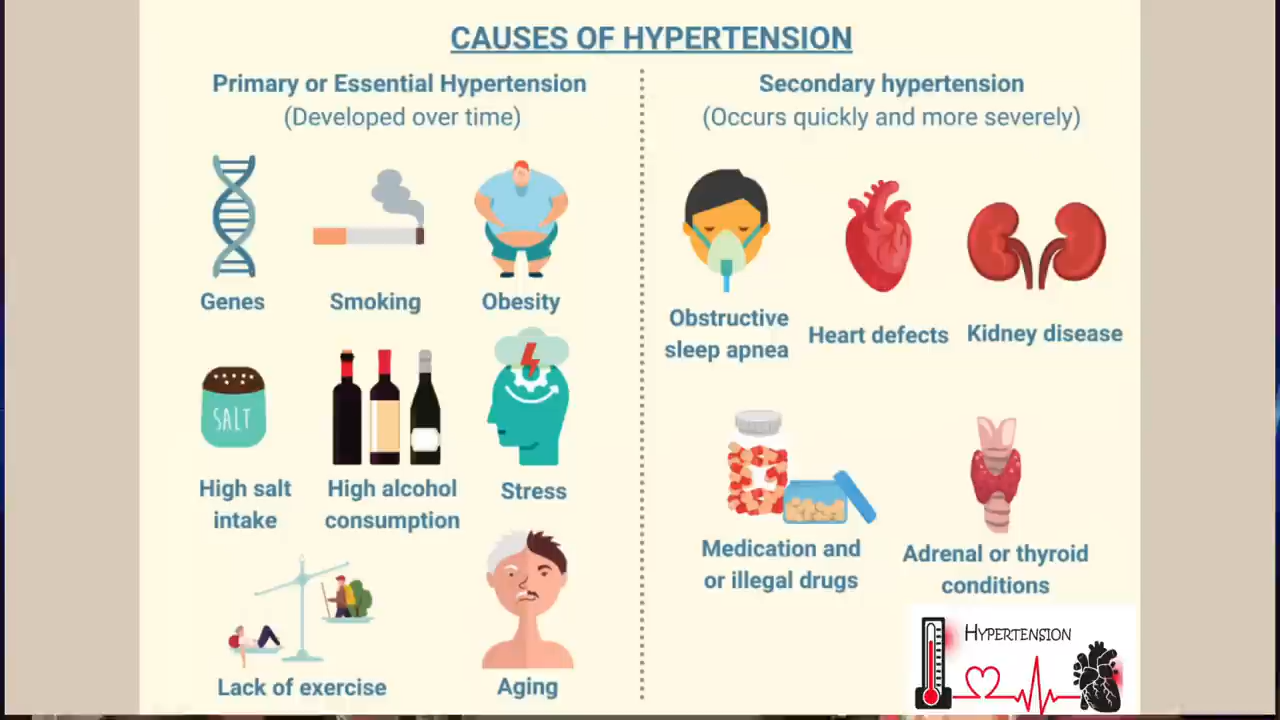 CAUSES OF HYPERTENSION
Primary or Essential Hypertension
(Developed over time)
Genes
Smoking
Obesity
SALT
High salt
intake
High alcohol
consumption
Stress
Lack of exercise
Aging
Secondary hypertension
(Occurs quickly and more severely)
Obstructive
sleep apnea
Heart defects
Kidney disease
Medication and
or illegal drugs
Adrenal or thyroid
conditions
HYPERTENSION